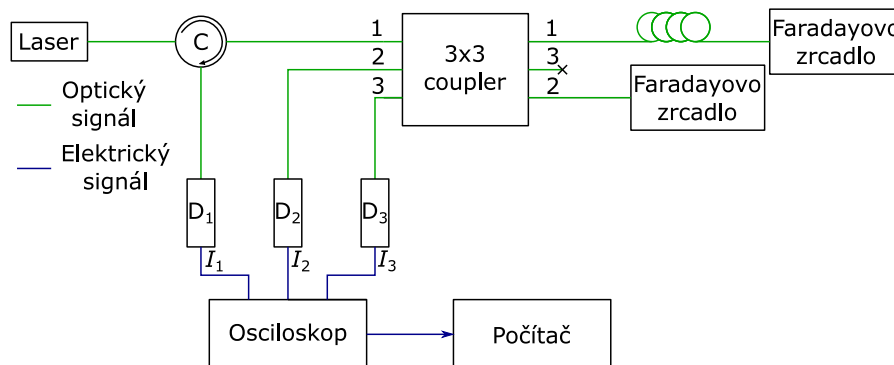 Laser
C
1
2
3
3x3
coupler
1
3
2
Faradayovo
zrcadlo
Faradayovo
zrcadlo
Optický
signál
Elektrický
signál
D1
D2
D3
I1
I2
I3
Osciloskop
Počítač